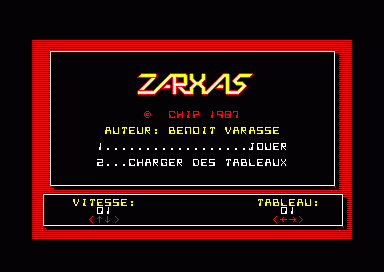 ZARXAS
© CHIP 1987
AUTEUR: BENOIT VARASSE
1..................JOUER
2...CHARGER DES TABLEAUX
VITESSE: TABLEAU:
01 01
<↑↓> <←→>